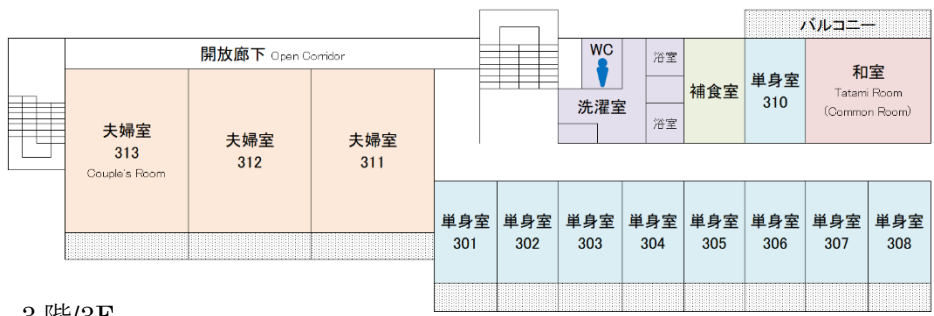 バルコニー
開放廊下 Open Corridor
WC
浴室
洗濯室
浴室
補食室
単身室
310
和室
Tatami Room
(Common Room)
夫婦室
313
Couple's Room
夫婦室
312
夫婦室
311
単身室
301
単身室
302
単身室
303
単身室
304
単身室
305
単身室
306
単身室
307
単身室
308
3 階/3F